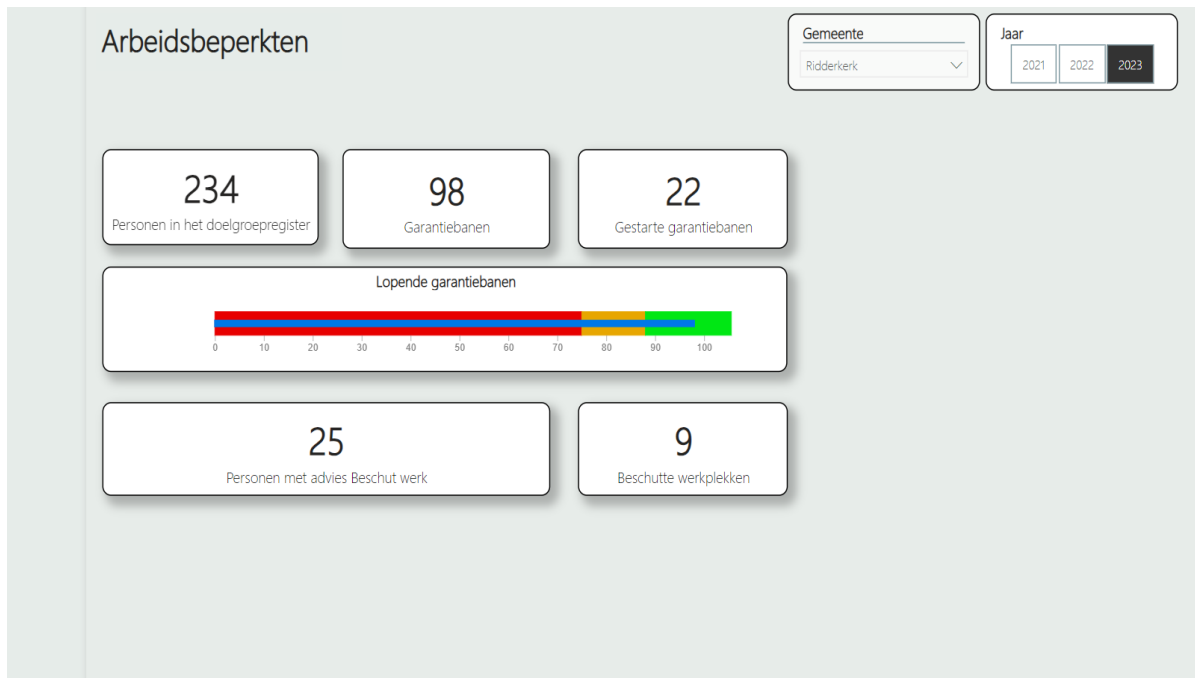 Arbeidsbeperkten
Gemeente
Ridderkerk
Jaar
2021 2022 2023
234
Personen in het doelgroepregister
98
Garantiebanen
22
Gestarte garantiebanen
Lopende garantiebanen
0 10 20 30 40 50 60 70 80 90 100
25
Personen met advies Beschut werk
9
Beschutte werkplekken